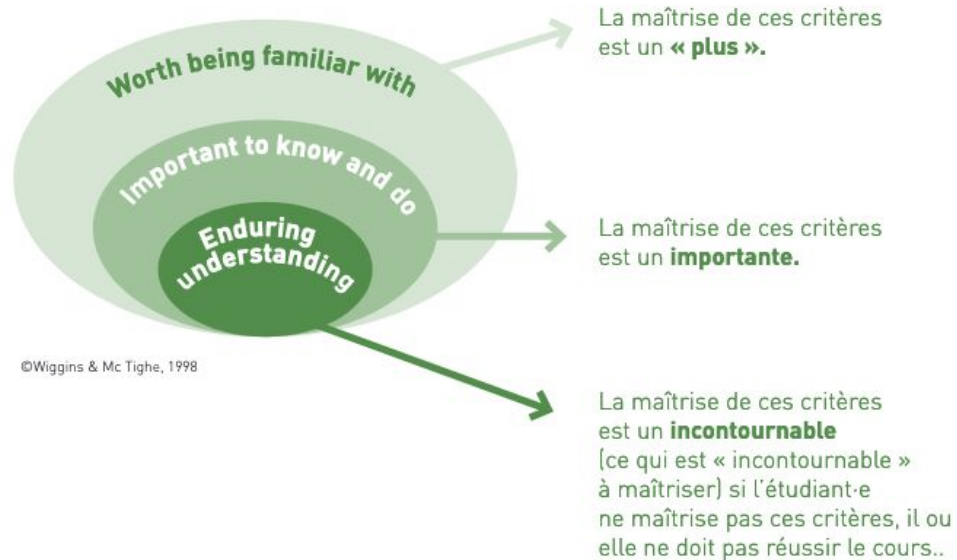 Worth being familiar with
Important to know and do
Enduring
understanding
©Wiggins & Mc Tighe, 1998
La maîtrise de ces critères
est un « plus ».
La maîtrise de ces critères
est un importante.
La maîtrise de ces critères
est un incontournable
(ce qui est « incontournable »
à maîtriser) si l'étudiant·e
ne maîtrise pas ces critères, il ou
elle ne doit pas réussir le cours..